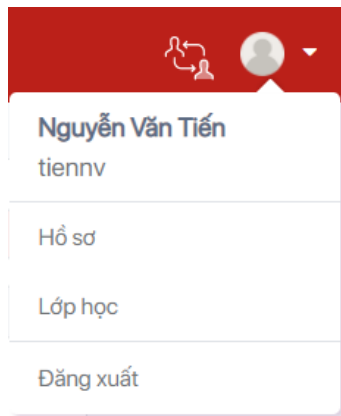 Nguyễn Văn Tiến
tiennv
Hồ sơ
Lớp học
Đăng xuất